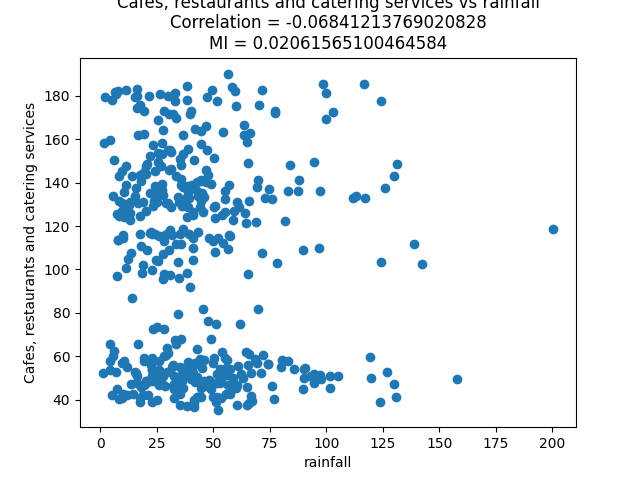 Cafes, restaurants and catering services vs rainfall
Correlation = -0.06841213769020828
MI = 0.02061565100464584
Cafes, restaurants and catering services
180
160
140
120
100
80
60
40
0 25 50 75 100 125 150 175 200
rainfall